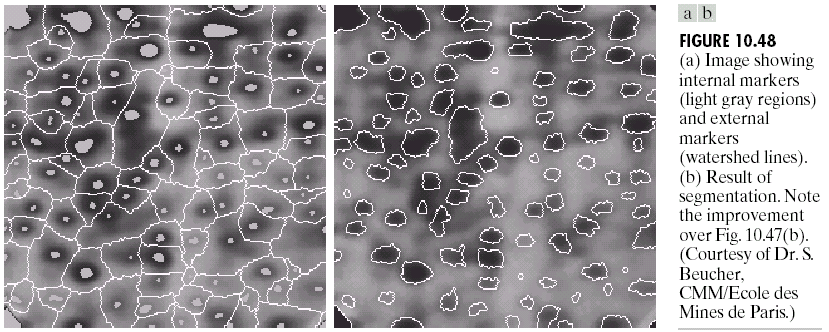 a b
FIGURE 10.48
(a) Image showing
internal markers
(light gray regions)
and external
markers
(watershed lines).
(b) Result of
segmentation. Note
the improvement
over Fig. 10.47(b).
(Courtesy of Dr. S.
Beucher,
CMM/Ecole des
Mines de Paris.)